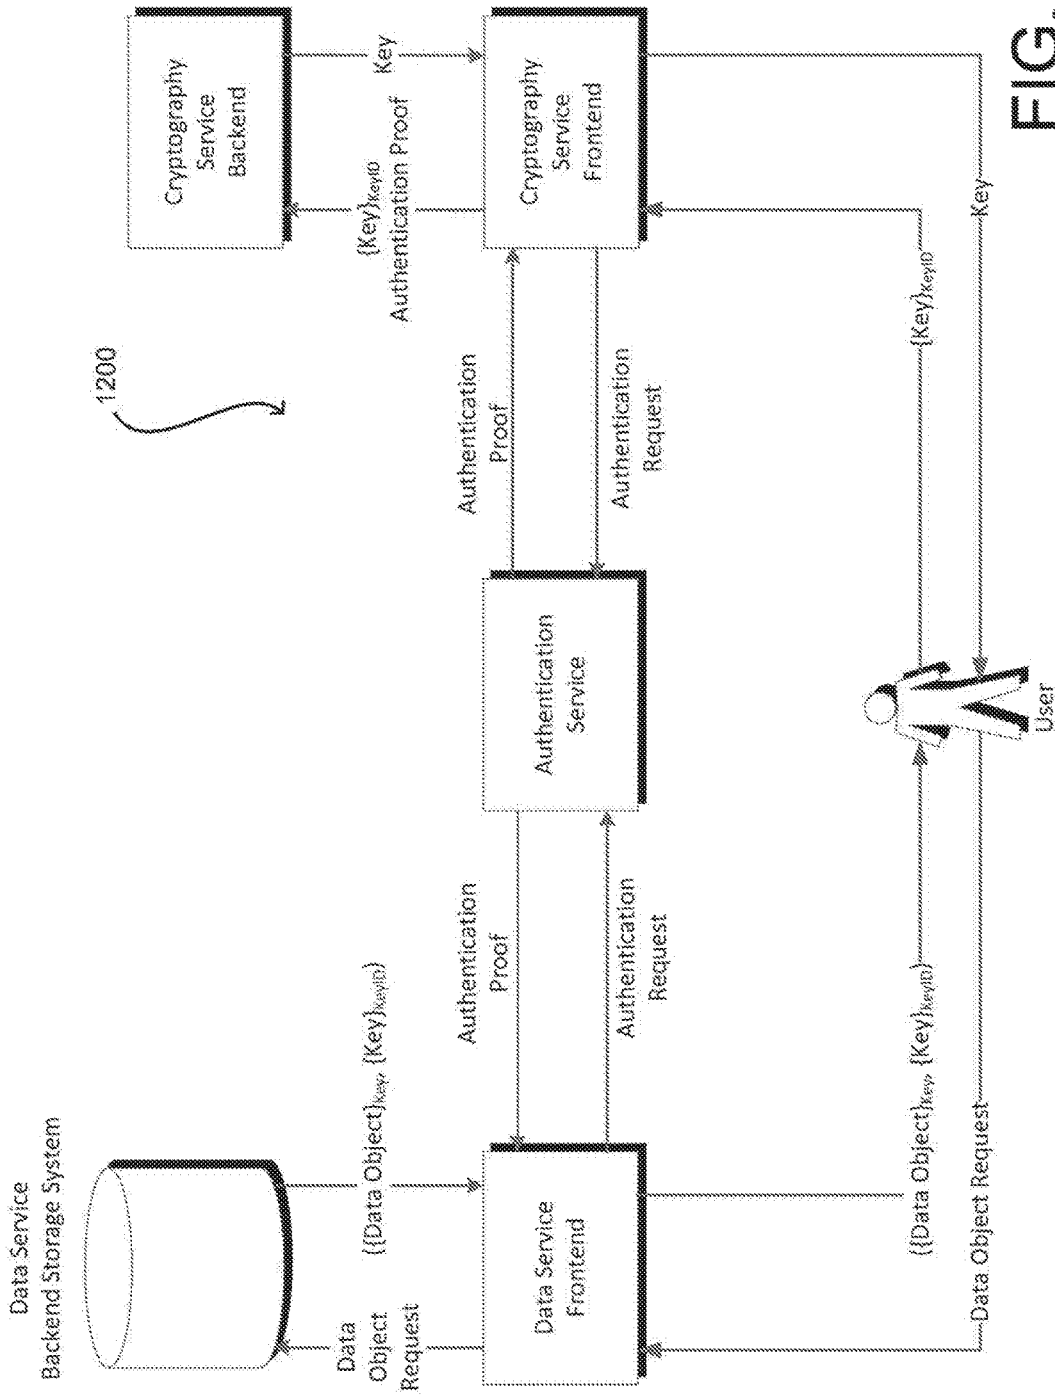 Data Service
Backend Storage System
Data
Object
Request
({Data Object}Key, {Key}KeyID)
Data Service
Frontend
Authentication
Proof
Authentication
Request
Authentication
Service
1200
Authentication
Proof
Authentication
Request
Cryptography
Service
Backend
{Key}KeyID
Authentication Proof
Key
Cryptography
Service
Frontend
({Data Object}Key, {Key}KeyID)
Data Object Request
User
{Key}KeyID
Key
FIG.